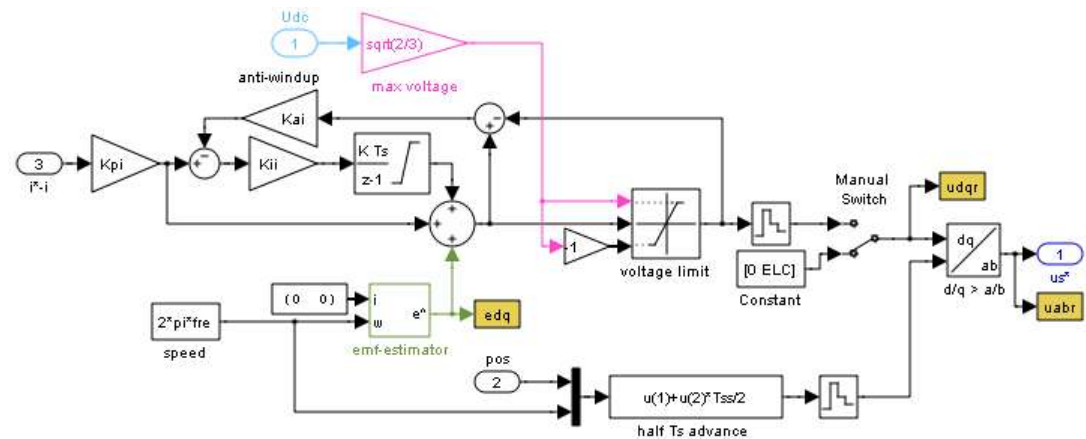 Udc
1
sqrt(2/3)
max voltage
anti-windup
Kai
3
i*-i
Kpi
Kii
K Ts
z-1
-1
voltage limit
Manual
Switch
udqr
[0 ELC]
Constant
dq
ab
d/q > a/b
1
us*
uabr
(0 0)
i
w
e^
emf-estimator
edq
2*pi*fre
speed
pos
2
u(1)+u(2)*Tss/2
half Ts advance